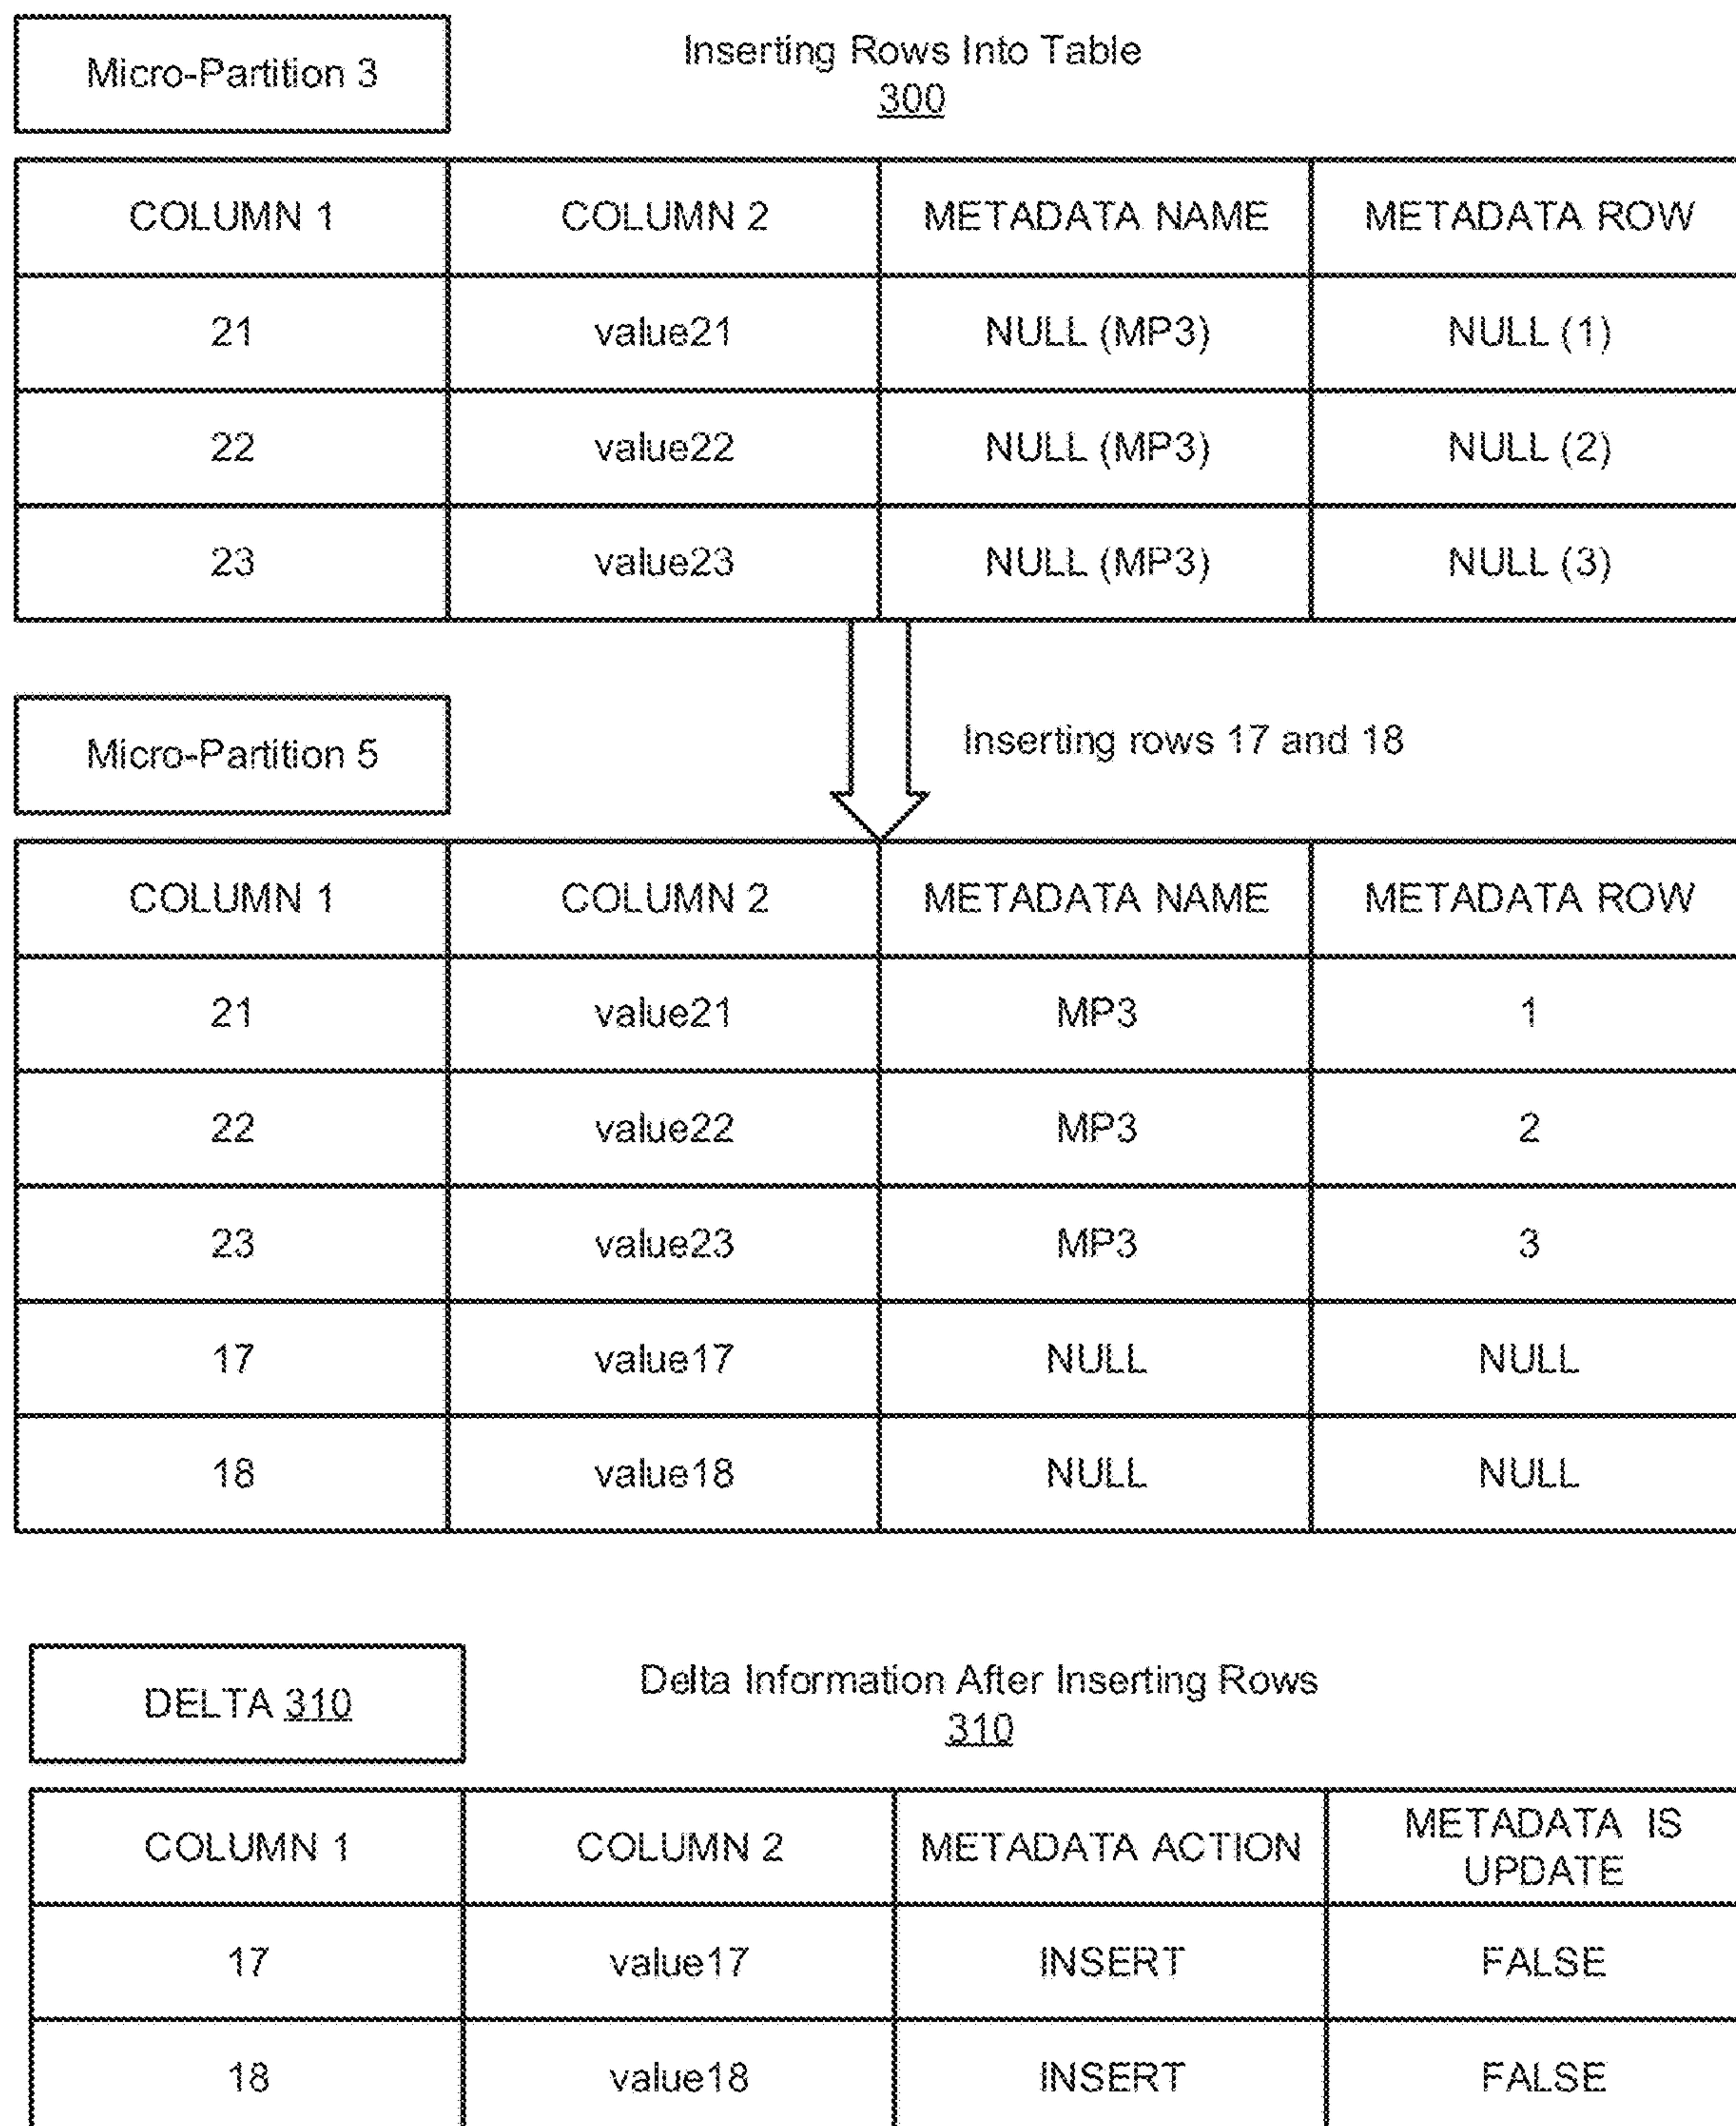 Micro-Partition 3
Inserting Rows Into Table
300
COLUMN 1 COLUMN 2 METADATA NAME METADATA ROW
21 value21 NULL (MP3) NULL (1)
22 value22 NULL (MP3) NULL (2)
23 value23 NULL (MP3) NULL (3)
Micro-Partition 5
Inserting rows 17 and 18
COLUMN 1 COLUMN 2 METADATA NAME METADATA ROW
21 value21 MP3 1
22 value22 MP3 2
23 value23 MP3 3
17 value17 NULL NULL
18 value18 NULL NULL
DELTA 310
Delta Information After Inserting Rows
310
COLUMN 1 COLUMN 2 METADATA ACTION METADATA IS
UPDATE
17 value17 INSERT FALSE
18 value18 INSERT FALSE